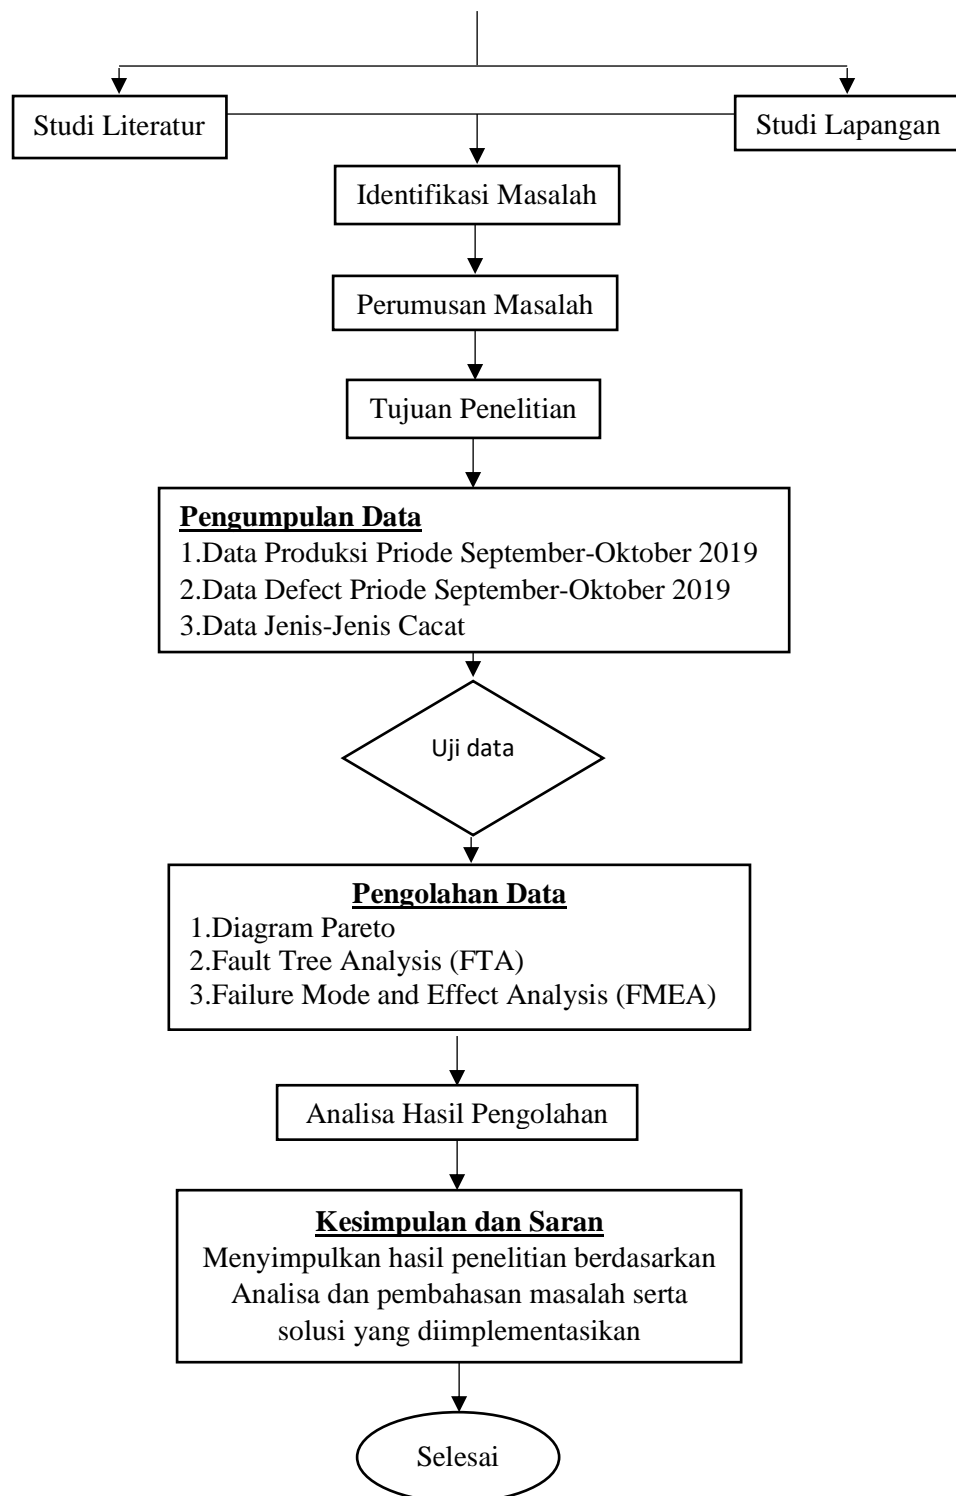 Studi Literatur
Studi Lapangan
Identifikasi Masalah
Perumusan Masalah
Tujuan Penelitian
Pengumpulan Data
1.Data Produksi Priode September-Oktober 2019
2.Data Defect Priode September-Oktober 2019
3.Data Jenis-Jenis Cacat
Uji data
Pengolahan Data
1.Diagram Pareto
2.Fault Tree Analysis (FTA)
3.Failure Mode and Effect Analysis (FMEA)
Analisa Hasil Pengolahan
Kesimpulan dan Saran
Menyimpulkan hasil penelitian berdasarkan
Analisa dan pembahasan masalah serta
solusi yang diimplementasikan
Selesai